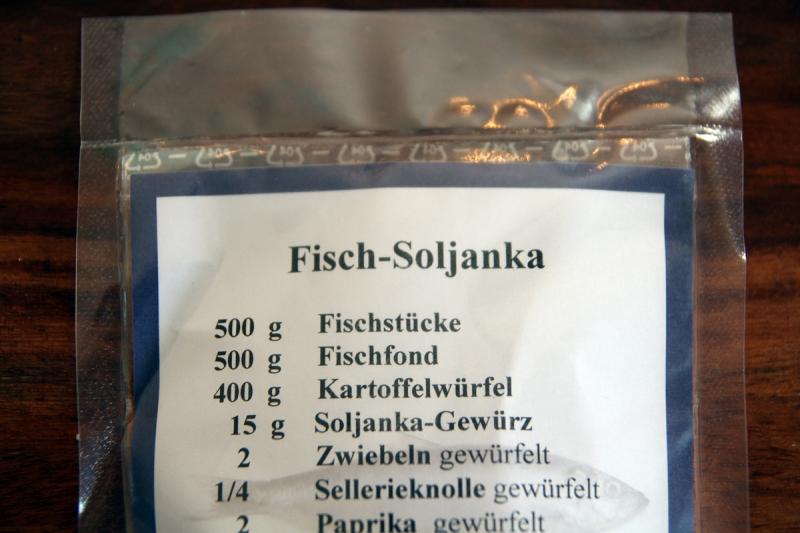 Fisch-Soljanka
500 g Fischstücke
500 g Fischfond
400 g Kartoffelwürfel
15 g Soljanka-Gewürz
2 Zwiebeln gewürfelt
1/4 Sellerieknolle gewürfelt
2 Paprika gewürfelt